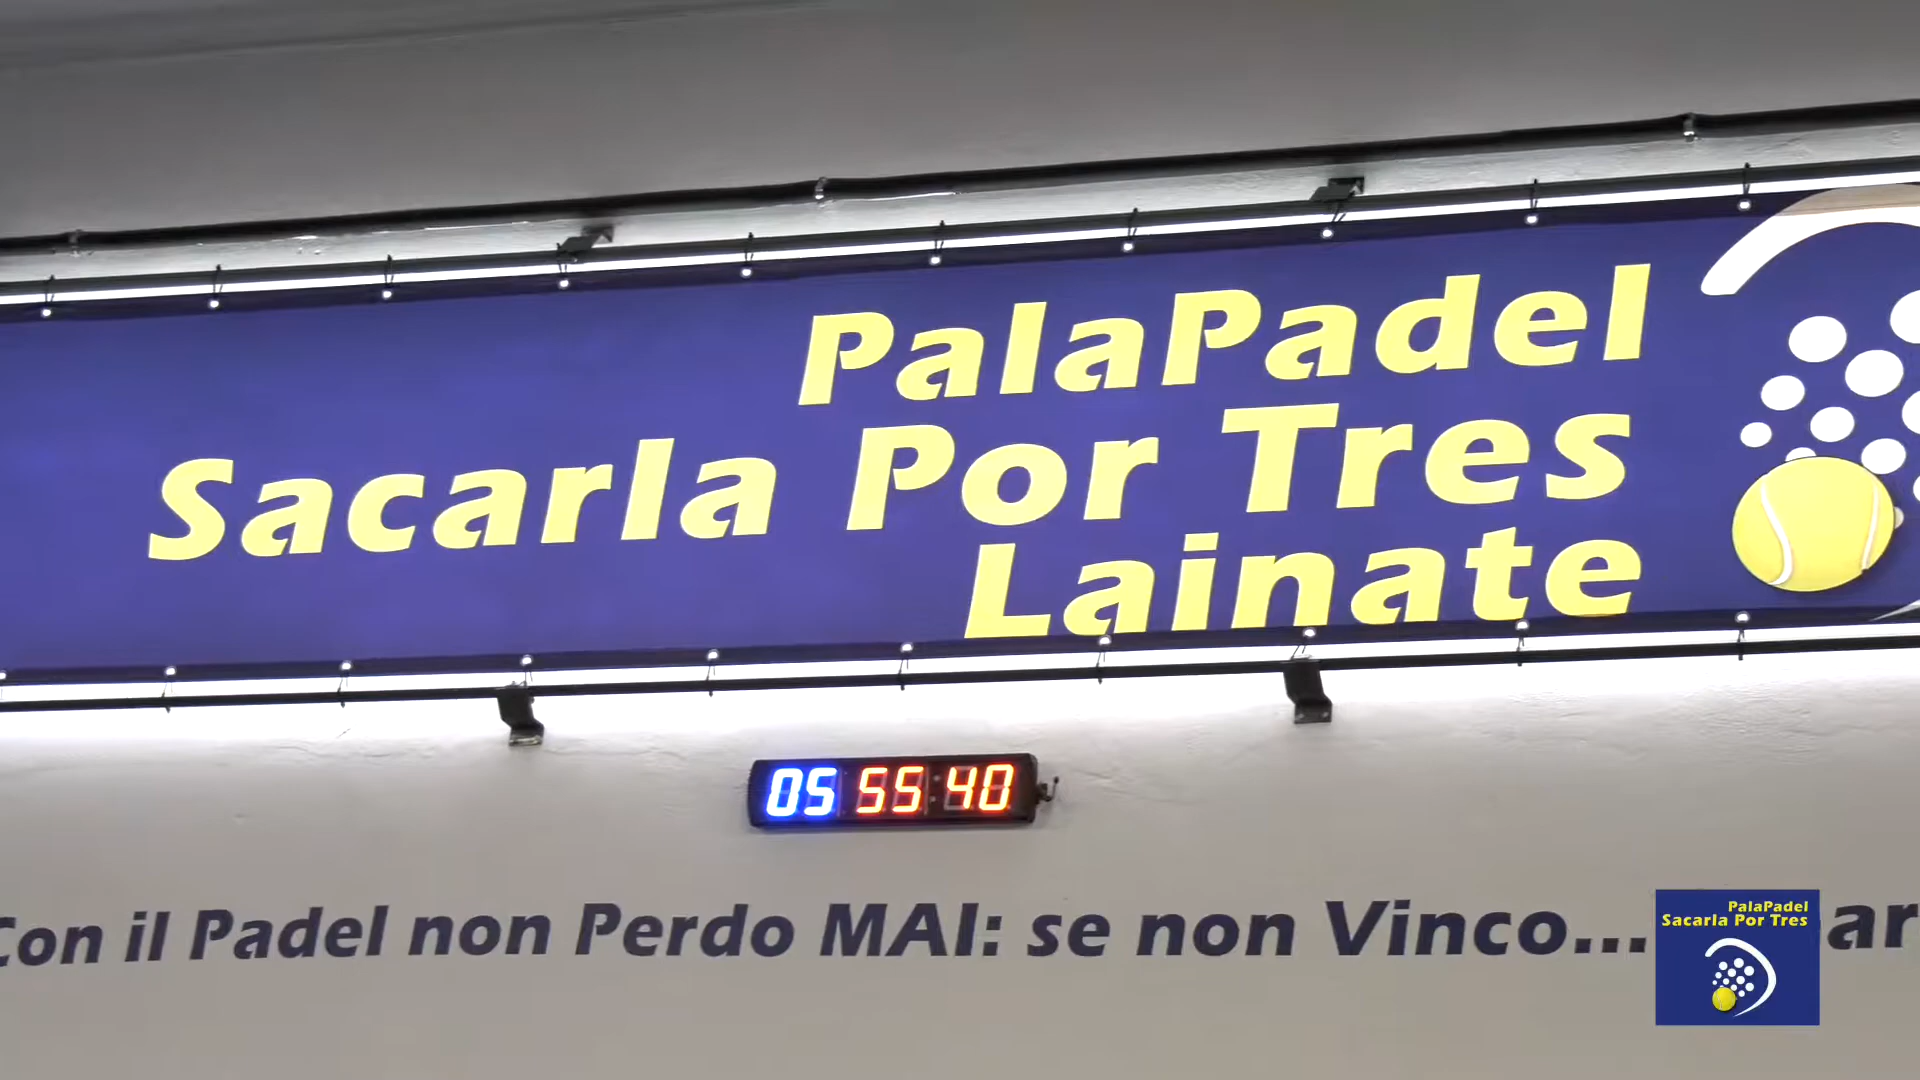 PalaPadel
Sacarla Por Tres
Lainate
05 55:40
Con il Padel non Perdo MAI: se non Vinco...
PalaPadel
Sacarla Por Tres